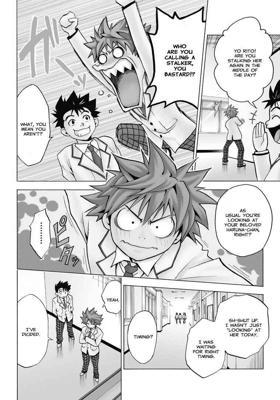 YO RITO!
ARE YOU
STALKING HER
AGAIN IN THE
MIDDLE OF
THE DAY?
WHO
ARE YOU
CALLING A
STALKER,
YOU
BASTARD!?
WHAT, YOU
MEAN YOU
AREN'T?
AS
USUAL YOU'RE
LOOKING AT
YOUR
BELOVED
HARUNA-CHAN,
RIGHT?
SH-SHUT UP.
I WASN'T JUST
"LOOKING" AT
HER TODAY.
I WAS
WAITING FOR
RIGHT TIMING.
TIMING?
YEAH.
I'VE
DICIDED.